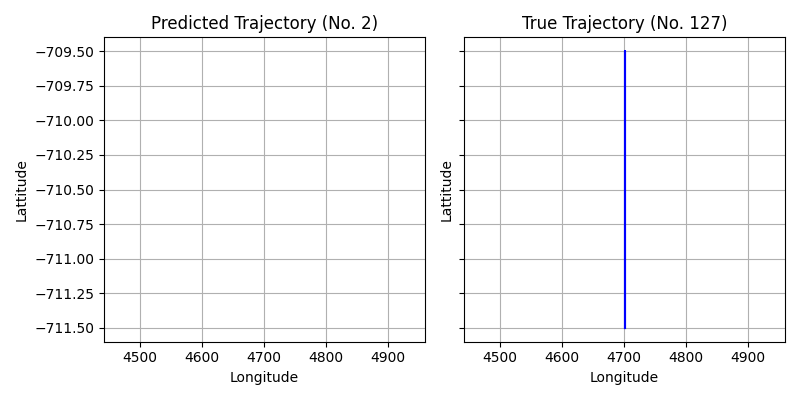 Predicted Trajectory (No. 2)
True Trajectory (No. 127)
−709.50
−709.75
−710.00
−710.25
−710.50
−710.75
−711.00
−711.25
−711.50
Lattitude
Lattitude
4500 4600 4700 4800 4900
4500 4600 4700 4800 4900
Longitude
Longitude